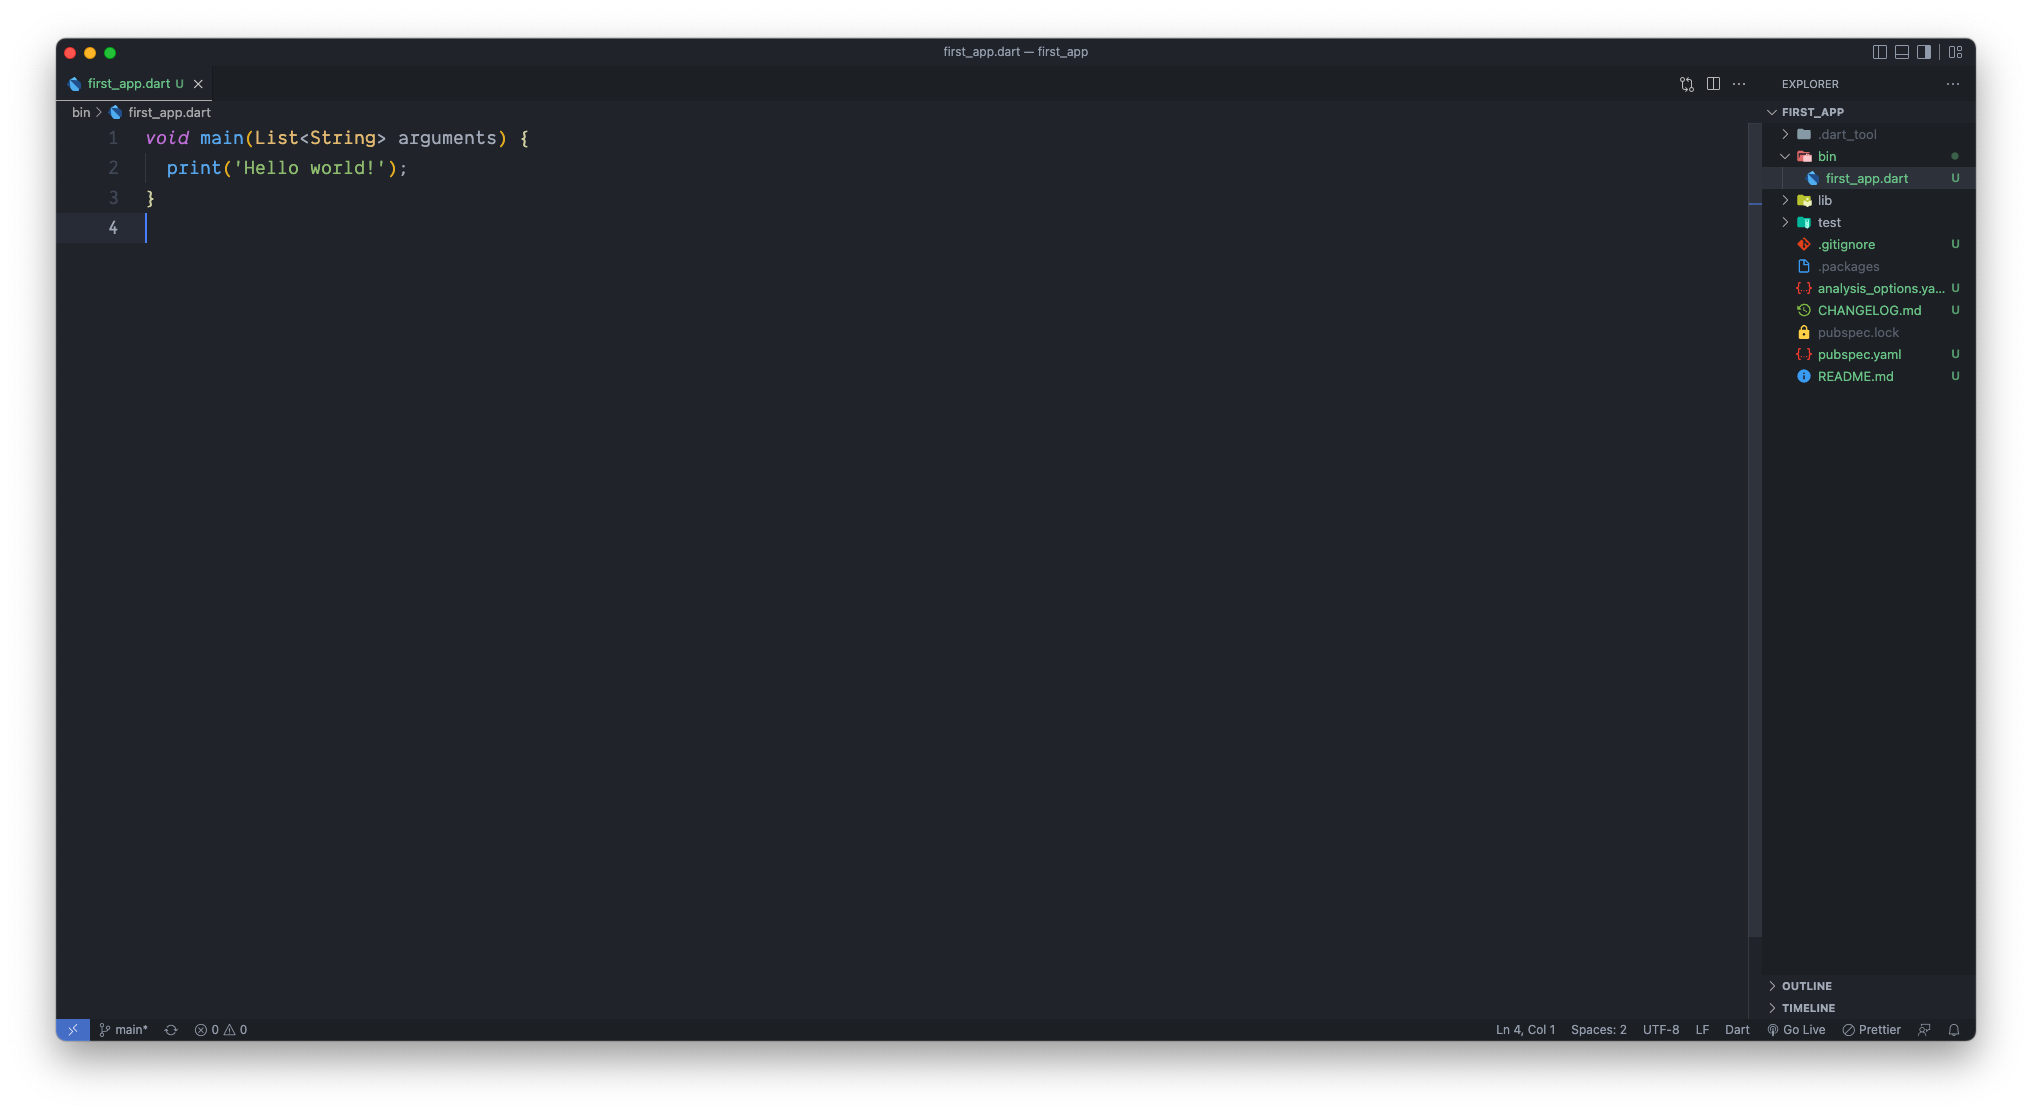 first_app.dart — first_app
first_app.dart U
EXPLORER
bin > first_app.dart
1 void main(List<String> arguments) {
2 print('Hello world!');
3 }
4
FIRST_APP
.dart_tool
bin
first_app.dart U
lib
test
.gitignore U
.packages
analysis_options.ya... U
CHANGELOG.md U
pubspec.lock
pubspec.yaml U
README.md U
OUTLINE
TIMELINE
main* 0 0 Ln 4, Col 1 Spaces: 2 UTF-8 LF Dart Go Live Prettier